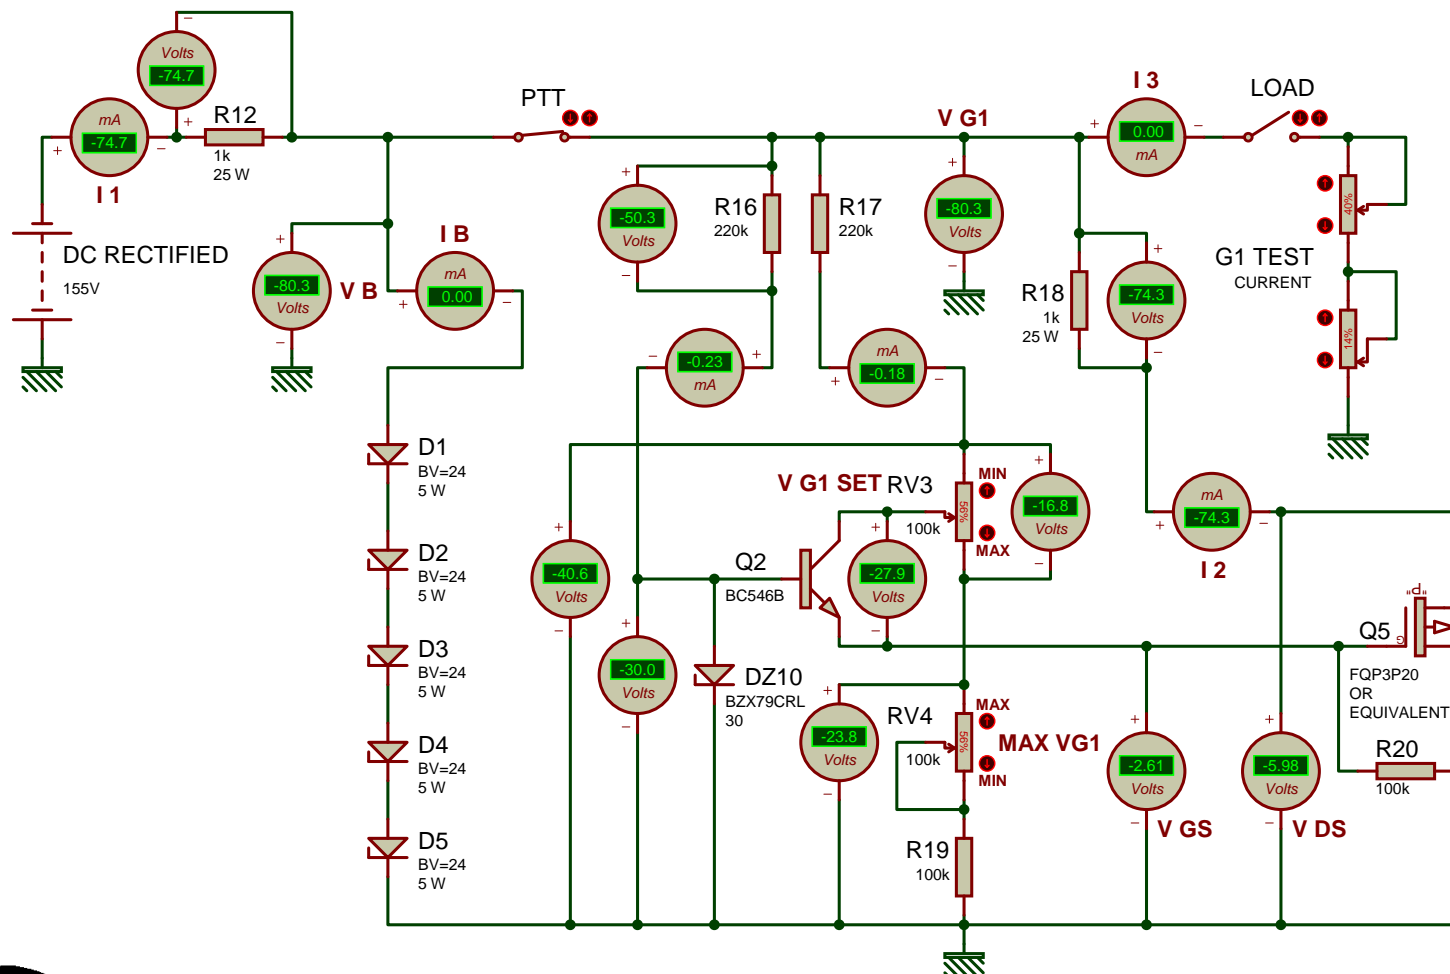 Volts
-74.7
mA
-74.7
I 1
R12
1k
25 W
DC RECTIFIED
155V
-80.3
Volts
V B
I B
mA
0.00
PTT
-50.3
Volts
R16
220k
R17
220k
V G1
-80.3
Volts
I 3
0.00
mA
LOAD
40%
G1 TEST
CURRENT
14%
R18
1k
25 W
-74.3
Volts
-0.23
mA
mA
-0.18
D1
BV=24
5 W
D2
BV=24
5 W
D3
BV=24
5 W
D4
BV=24
5 W
D5
BV=24
5 W
-40.6
Volts
-30.0
Volts
V G1 SET
RV3
100k
56%
MIN
MAX
-16.8
Volts
Q2
BC546B
-27.9
Volts
DZ10
BZX79CRL
30
-23.8
Volts
RV4
100k
56%
MAX
MIN
MAX VG1
R19
100k
mA
-74.3
I 2
-2.61
Volts
V GS
-5.98
Volts
V DS
"P"
G
Q5
FQP3P20
OR
EQUIVALENT
R20
100k